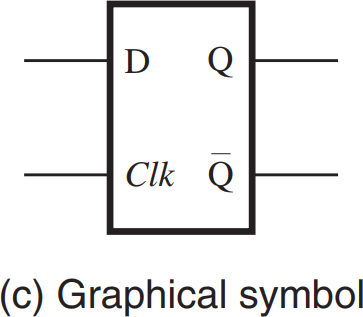 D Q
Clk Q̅
(c) Graphical symbol